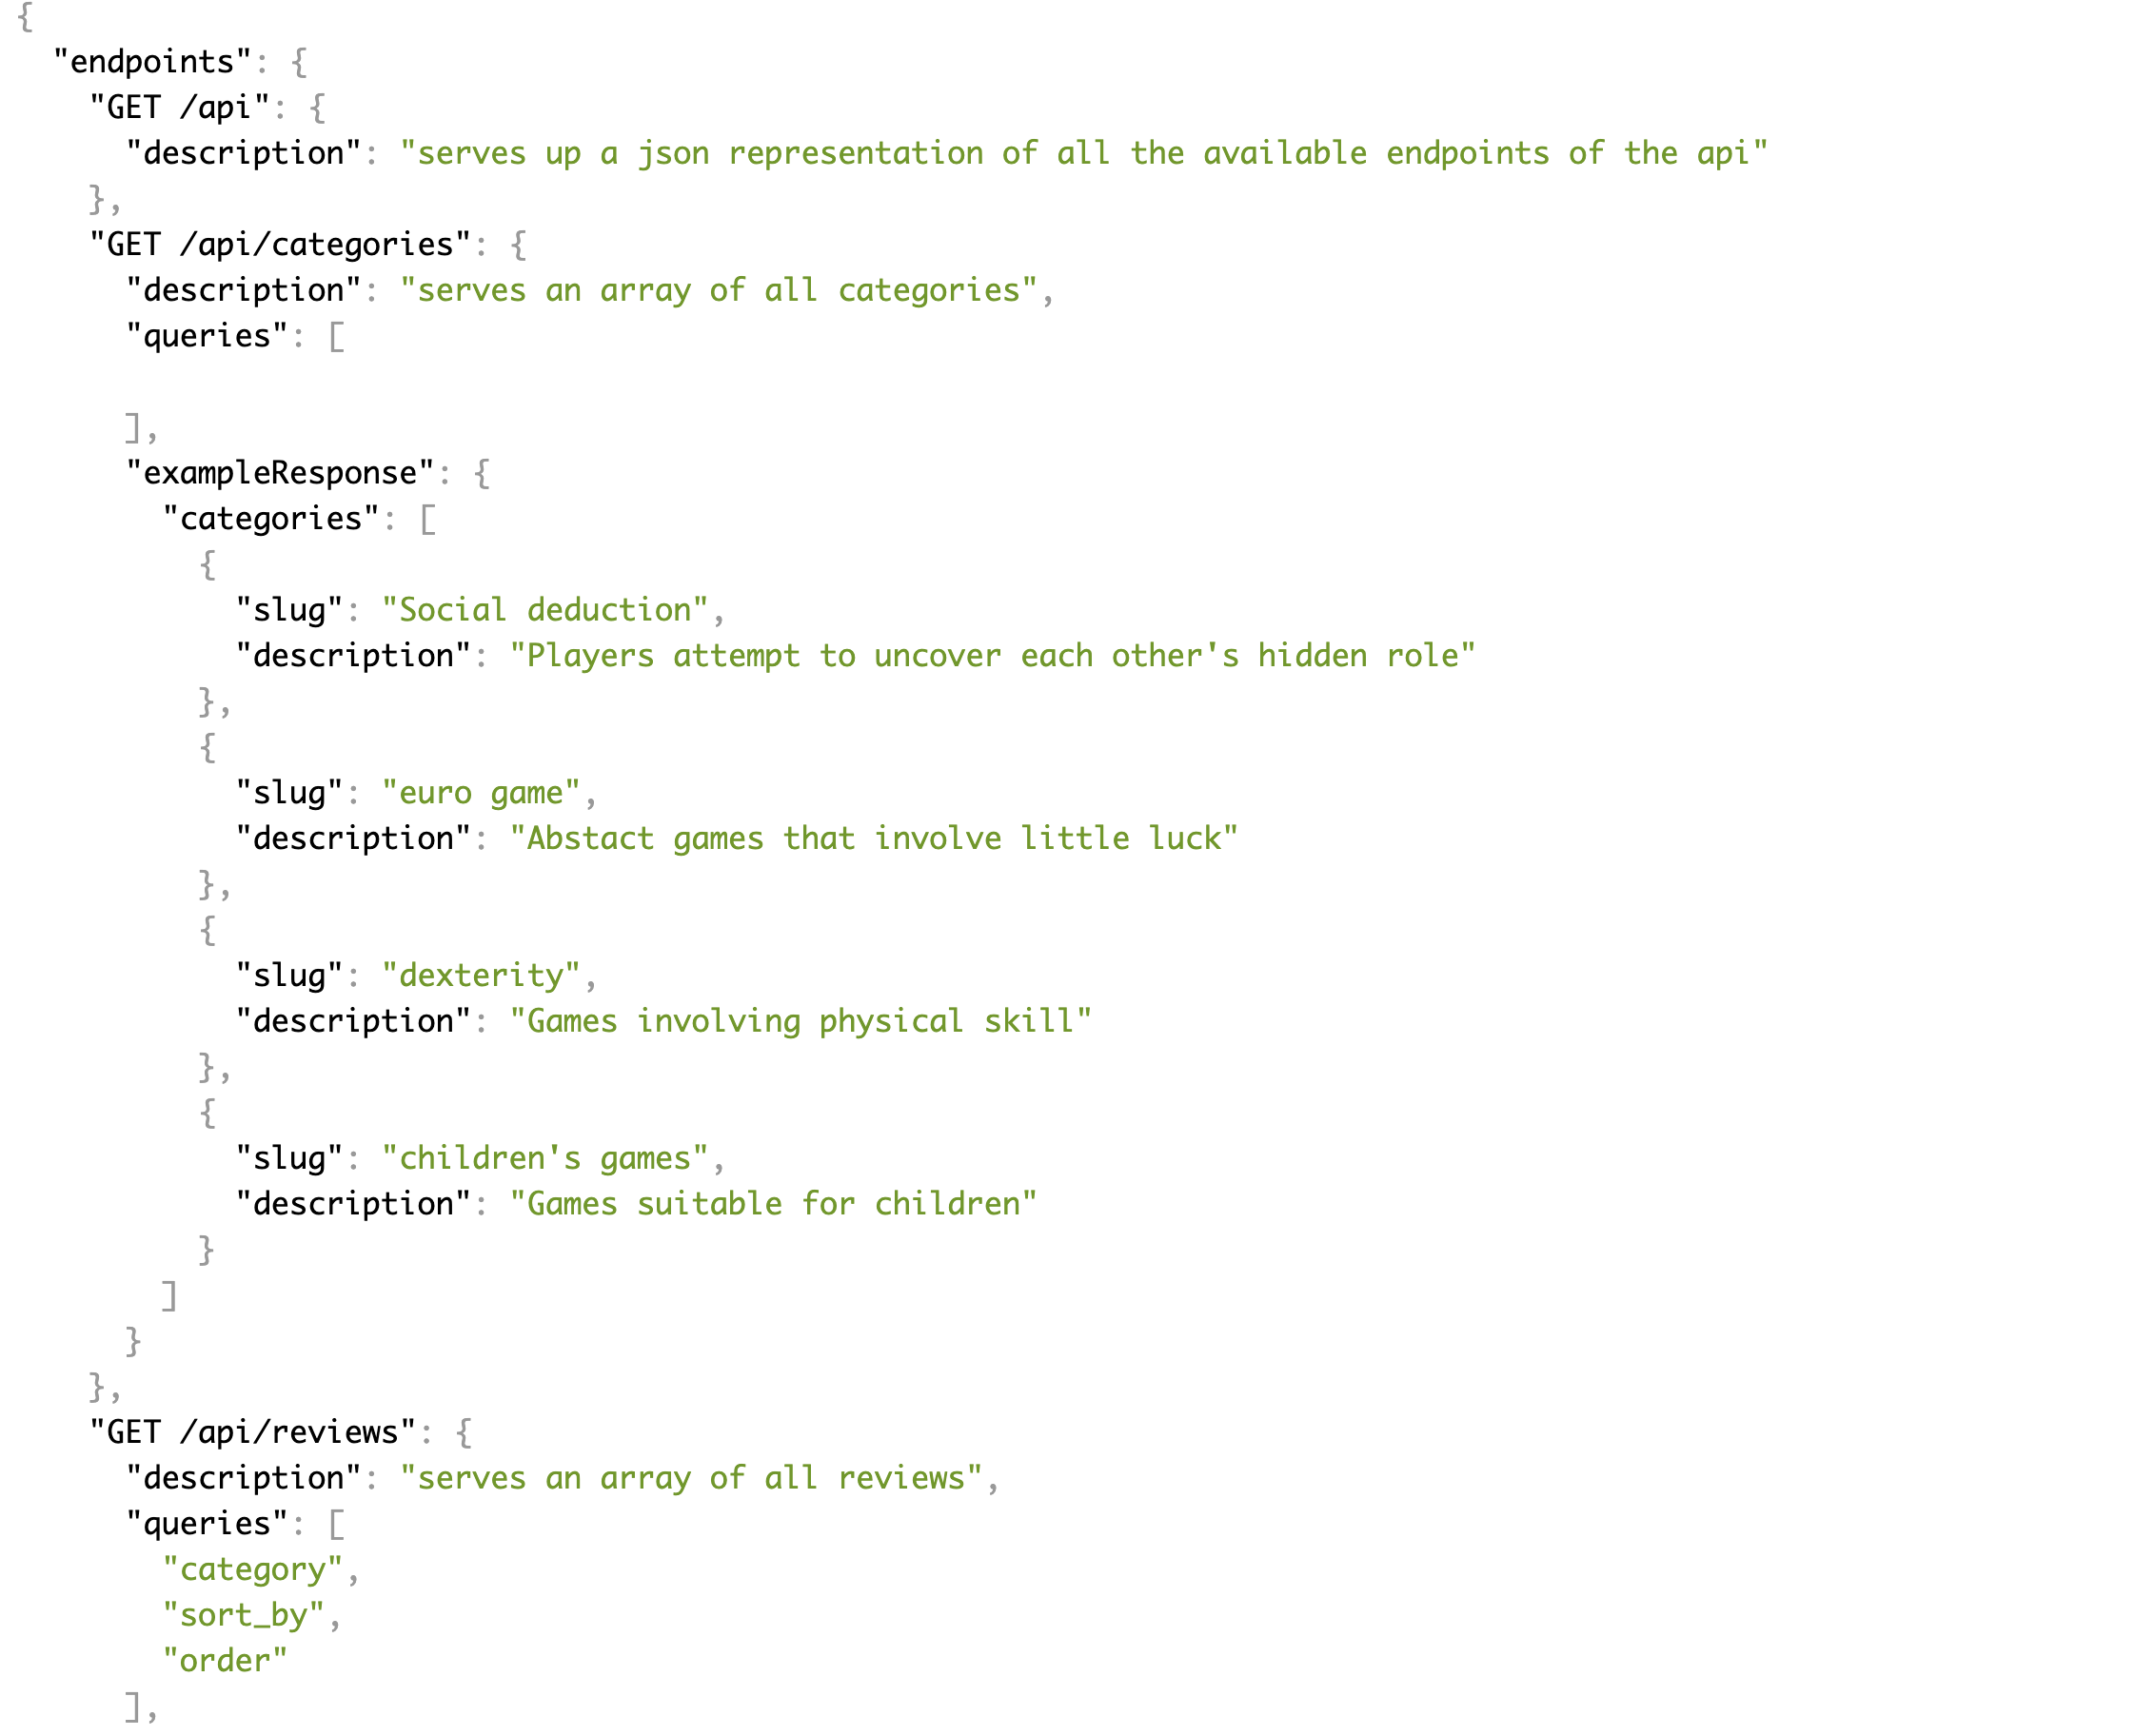 {
  "endpoints": {
    "GET /api": {
      "description": "serves up a json representation of all the available endpoints of the api"
    },
    "GET /api/categories": {
      "description": "serves an array of all categories",
      "queries": [

      ],
      "exampleResponse": {
        "categories": [
          {
            "slug": "Social deduction",
            "description": "Players attempt to uncover each other's hidden role"
          },
          {
            "slug": "euro game",
            "description": "Abstact games that involve little luck"
          },
          {
            "slug": "dexterity",
            "description": "Games involving physical skill"
          },
          {
            "slug": "children's games",
            "description": "Games suitable for children"
          }
        ]
      }
    },
    "GET /api/reviews": {
      "description": "serves an array of all reviews",
      "queries": [
        "category",
        "sort_by",
        "order"
      ],